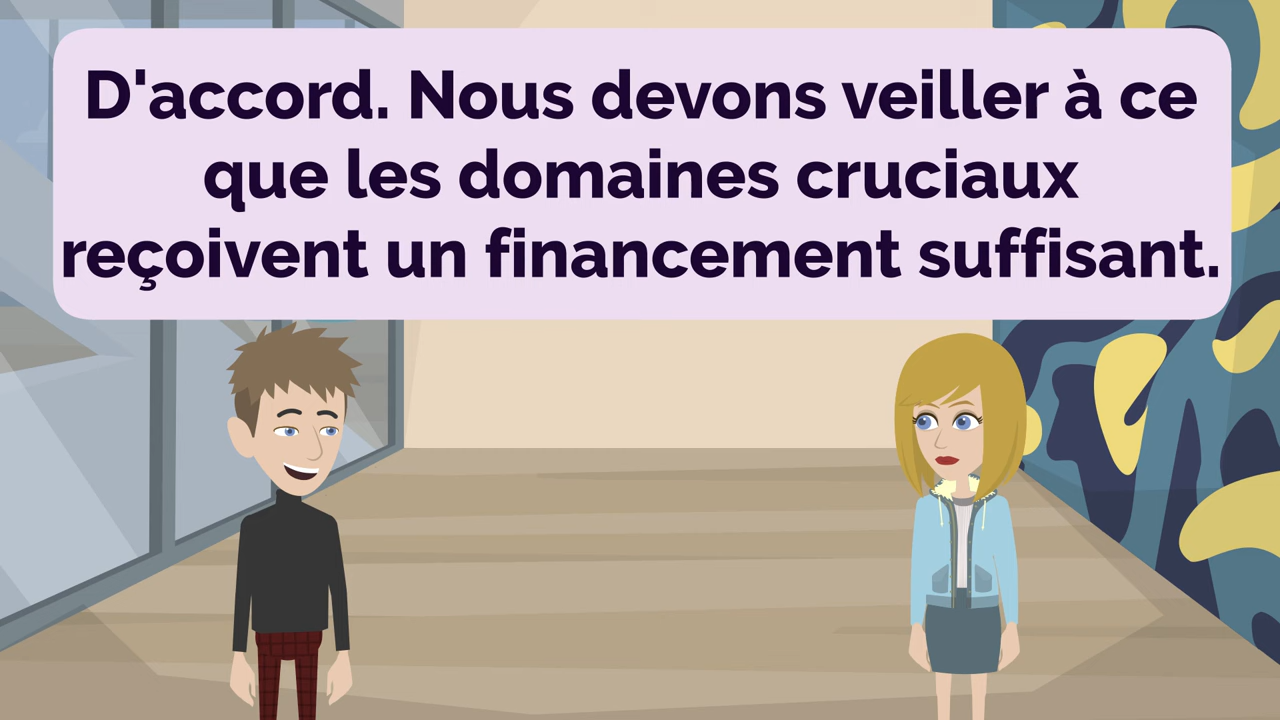 D'accord. Nous devons veiller à ce
que les domaines cruciaux
reçoivent un financement suffisant.